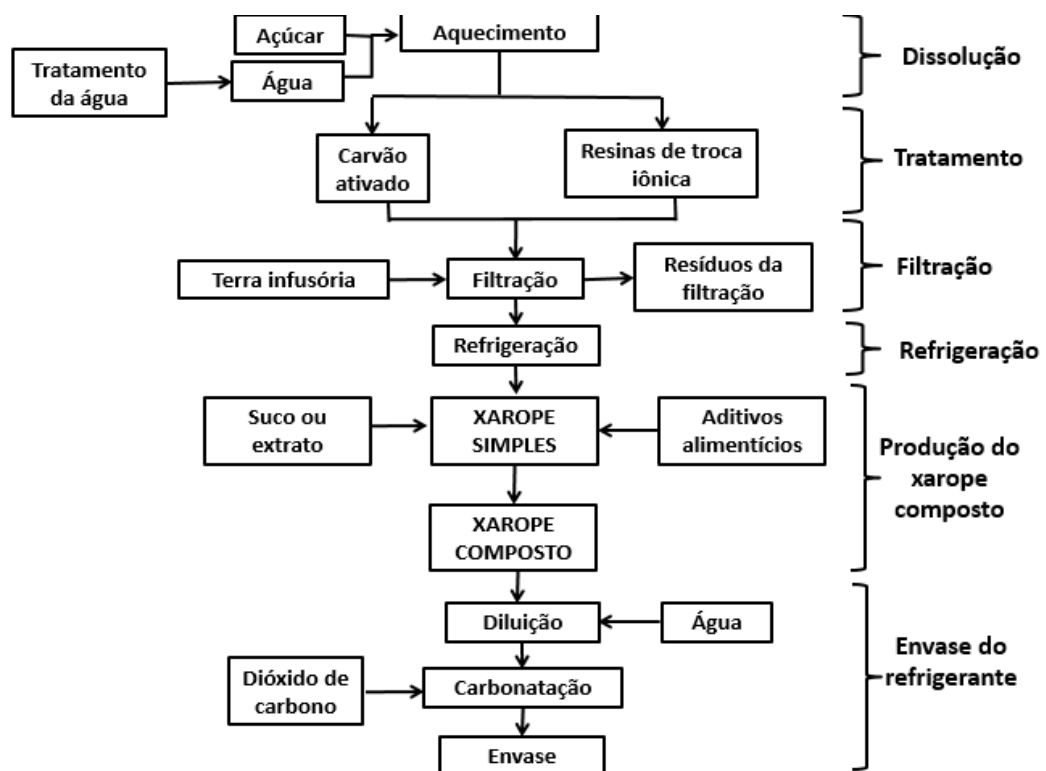 Açúcar
Aquecimento
Dissolução
Tratamento
da água
Água
Carvão
ativado
Resinas de troca
iônica
Tratamento
Terra infusória
Filtração
Resíduos da
filtração
Filtração
Refrigeração
Refrigeração
Suco ou
extrato
XAROPE
SIMPLES
Aditivos
alimentícios
Produção do
xarope
composto
XAROPE
COMPOSTO
Diluição
Água
Envase do
refrigerante
Dióxido de
carbono
Carbonatação
Envase